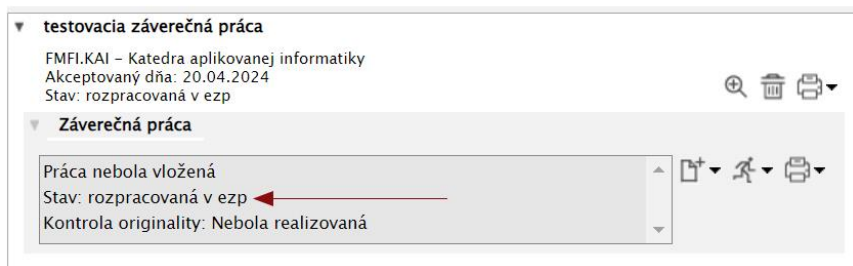 testovacia záverečná práca
FMFI.KAI – Katedra aplikovanej informatiky
Akceptovaný dňa: 20.04.2024
Stav: rozpracovaná v ezp
Záverečná práca
Práca nebola vložená
Stav: rozpracovaná v ezp
Kontrola originality: Nebola realizovaná